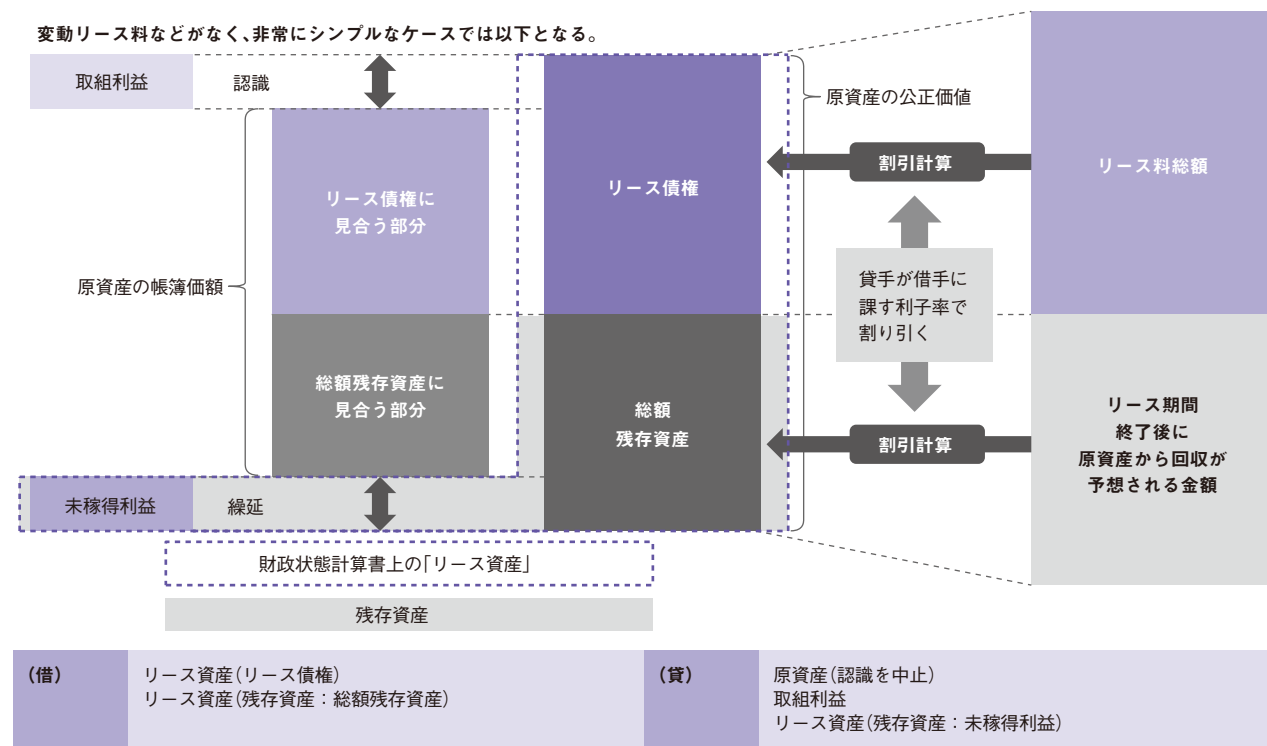 変動リース料などがなく、非常にシンプルなケースでは以下となる。
取組利益
認識
原資産の公正価値
割引計算
リース料総額
リース債権
リース債権に
見合う部分
原資産の帳簿価額
貸手が借手に
課す利子率で
割り引く
総額残存資産に
見合う部分
総額
残存資産
割引計算
リース期間
終了後に
原資産から回収が
予想される金額
未稼得利益
繰延
財政状態計算書上の「リース資産」
残存資産
(借)
リース資産(リース債権)
リース資産(残存資産:総額残存資産)
(貸)
原資産(認識を中止)
取組利益
リース資産(残存資産:未稼得利益)